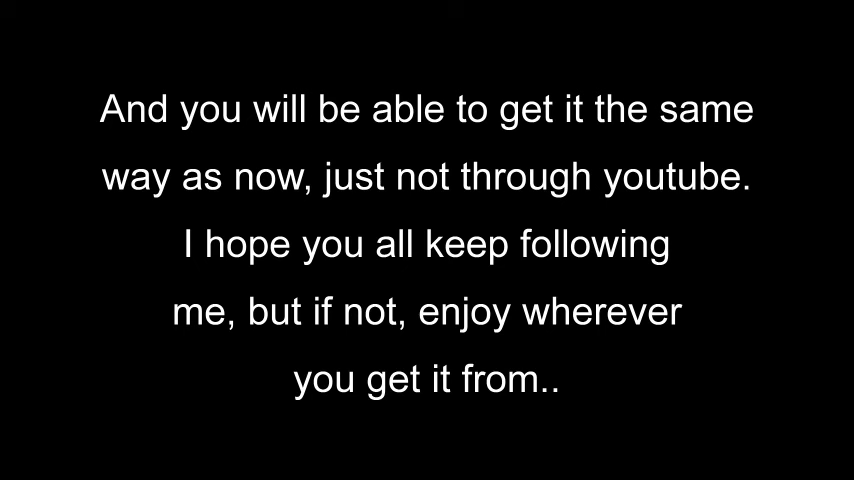 And you will be able to get it the same
way as now, just not through youtube.
I hope you all keep following
me, but if not, enjoy wherever
you get it from..